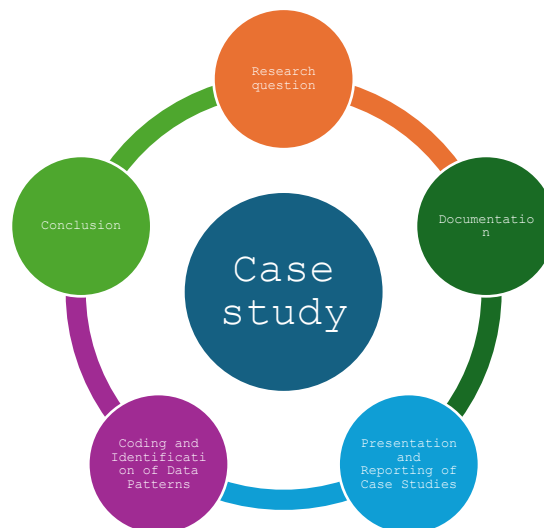 Research
question
Documentatio
n
Presentation
and
Reporting of
Case Studies
Coding and
Identificati
on of Data
Patterns
Conclusion
Case
study